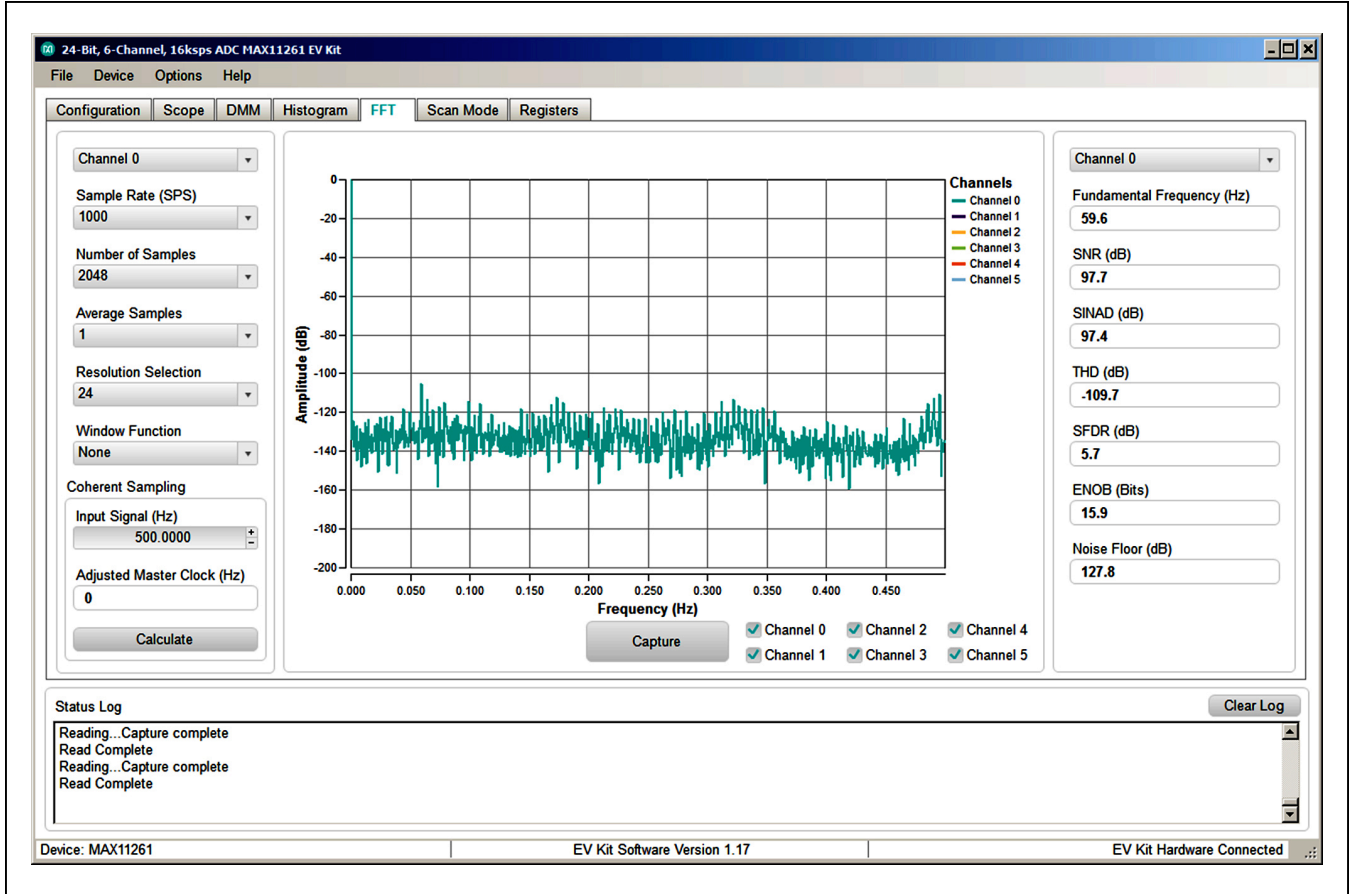 24-Bit, 6-Channel, 16ksps ADC MAX11261 EV Kit
File Device Options Help
Configuration Scope DMM Histogram FFT Scan Mode Registers
Channel 0
Sample Rate (SPS)
1000
Number of Samples
2048
Average Samples
1
Resolution Selection
24
Window Function
None
Coherent Sampling
Input Signal (Hz)
500.0000
Adjusted Master Clock (Hz)
0
Calculate
Amplitude (dB)
0
-20
-40
-60
-80
-100
-120
-140
-160
-180
-200
0.000 0.050 0.100 0.150 0.200 0.250 0.300 0.350 0.400 0.450
Frequency (Hz)
Channels
Channel 0
Channel 1
Channel 2
Channel 3
Channel 4
Channel 5
Capture
Channel 0 Channel 2 Channel 4
Channel 1 Channel 3 Channel 5
Channel 0
Fundamental Frequency (Hz)
59.6
SNR (dB)
97.7
SINAD (dB)
97.4
THD (dB)
-109.7
SFDR (dB)
5.7
ENOB (Bits)
15.9
Noise Floor (dB)
127.8
Status Log
Clear Log
Reading...Capture complete
Read Complete
Reading...Capture complete
Read Complete
Device: MAX11261
EV Kit Software Version 1.17
EV Kit Hardware Connected